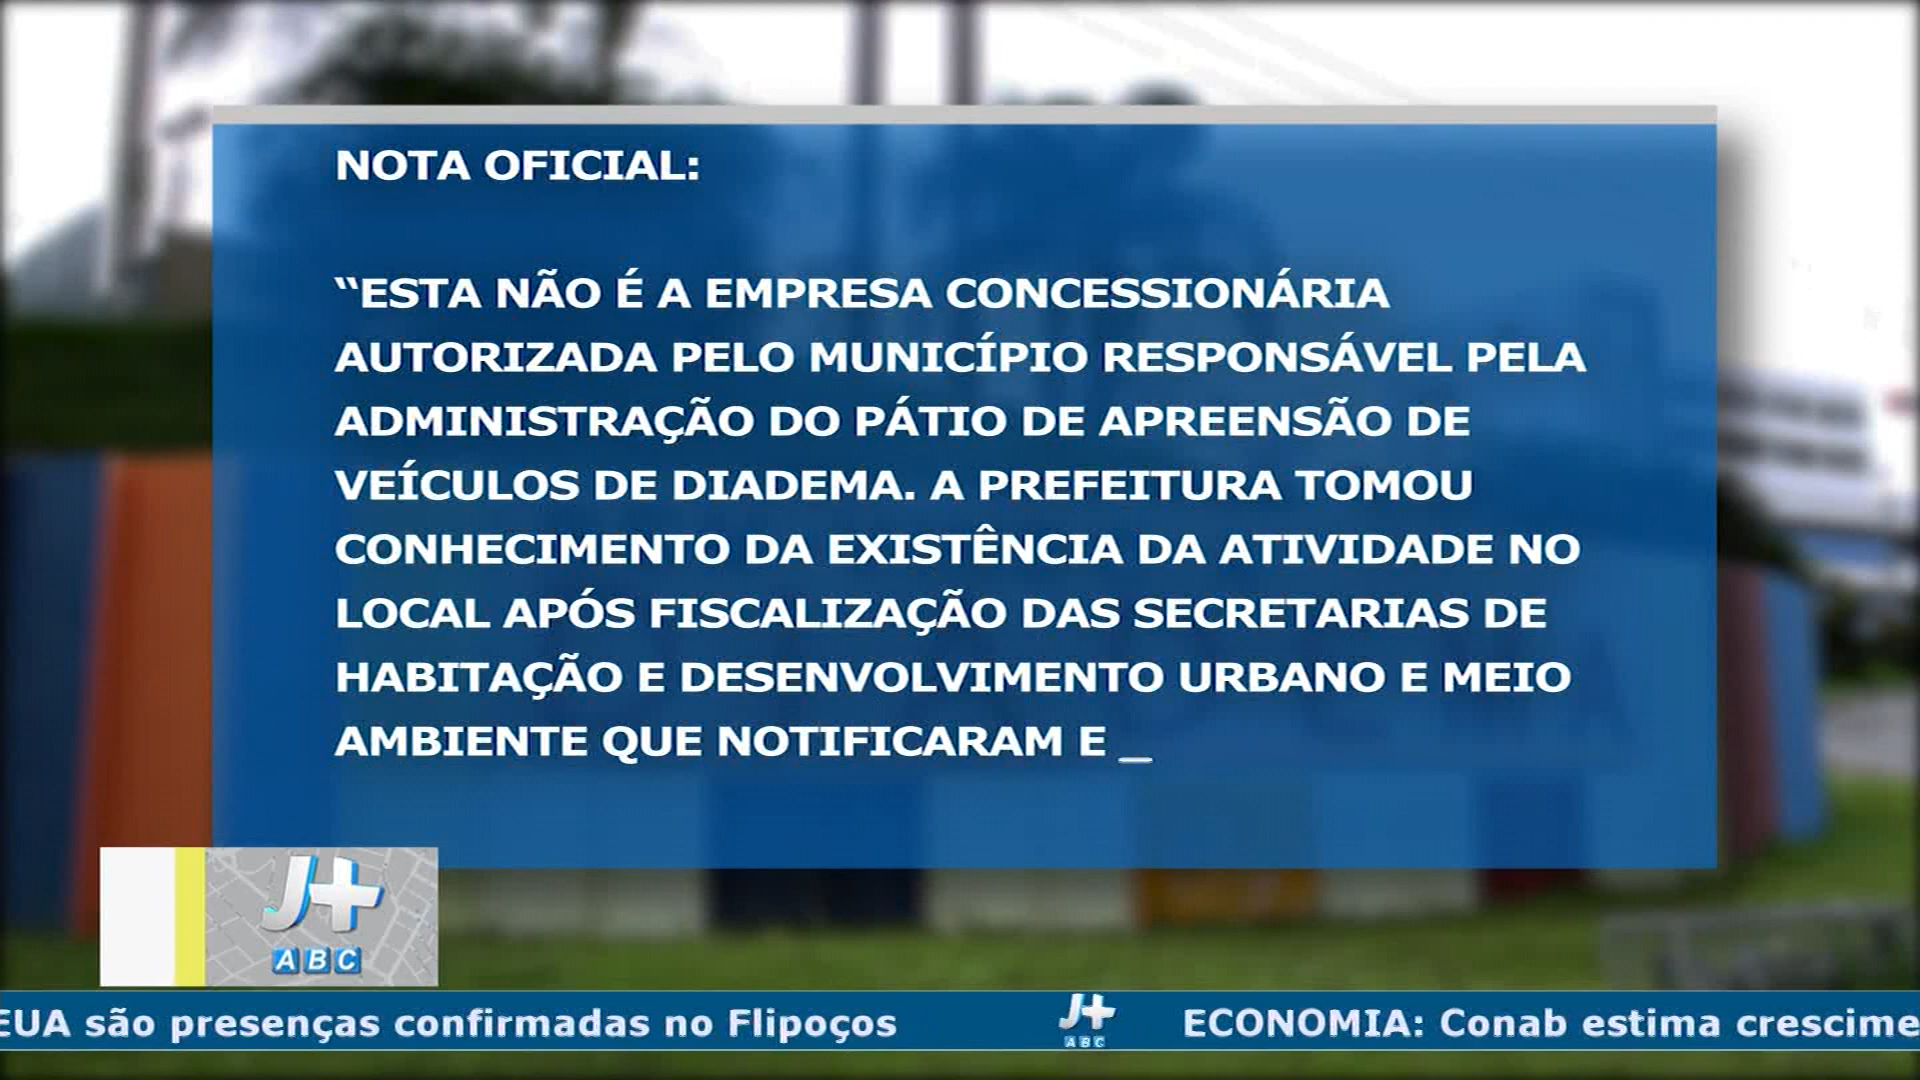 NOTA OFICIAL:
“ESTA NÃO É A EMPRESA CONCESSIONÁRIA
AUTORIZADA PELO MUNICÍPIO RESPONSÁVEL PELA
ADMINISTRAÇÃO DO PÁTIO DE APREENSÃO DE
VEÍCULOS DE DIADEMA. A PREFEITURA TOMOU
CONHECIMENTO DA EXISTÊNCIA DA ATIVIDADE NO
LOCAL APÓS FISCALIZAÇÃO DAS SECRETARIAS DE
HABITAÇÃO E DESENVOLVIMENTO URBANO E MEIO
AMBIENTE QUE NOTIFICARAM E _
J+
ABC
EUA são presenças confirmadas no Flipoços J+ ABC ECONOMIA: Conab estima crescime